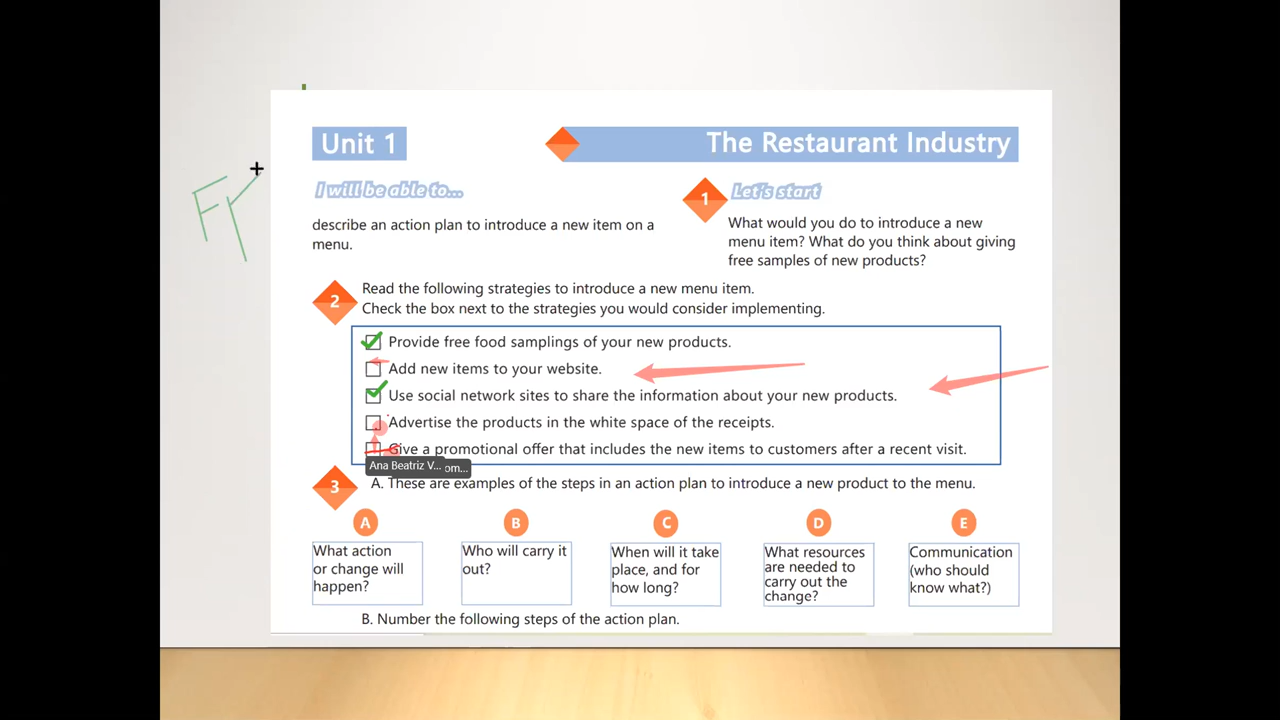 Unit 1
The Restaurant Industry
I will be able to...
describe an action plan to introduce a new item on a
menu.
1
Let's start
What would you do to introduce a new
menu item? What do you think about giving
free samples of new products?
2
Read the following strategies to introduce a new menu item.
Check the box next to the strategies you would consider implementing.
Provide free food samplings of your new products.
Add new items to your website.
Use social network sites to share the information about your new products.
Advertise the products in the white space of the receipts.
Give a promotional offer that includes the new items to customers after a recent visit.
Ana Beatriz V...
om...
3
A. These are examples of the steps in an action plan to introduce a new product to the menu.
A
What action
or change will
happen?
B
Who will carry it
out?
C
When will it take
place, and for
how long?
D
What resources
are needed to
carry out the
change?
E
Communication
(who should
know what?)
B. Number the following steps of the action plan.